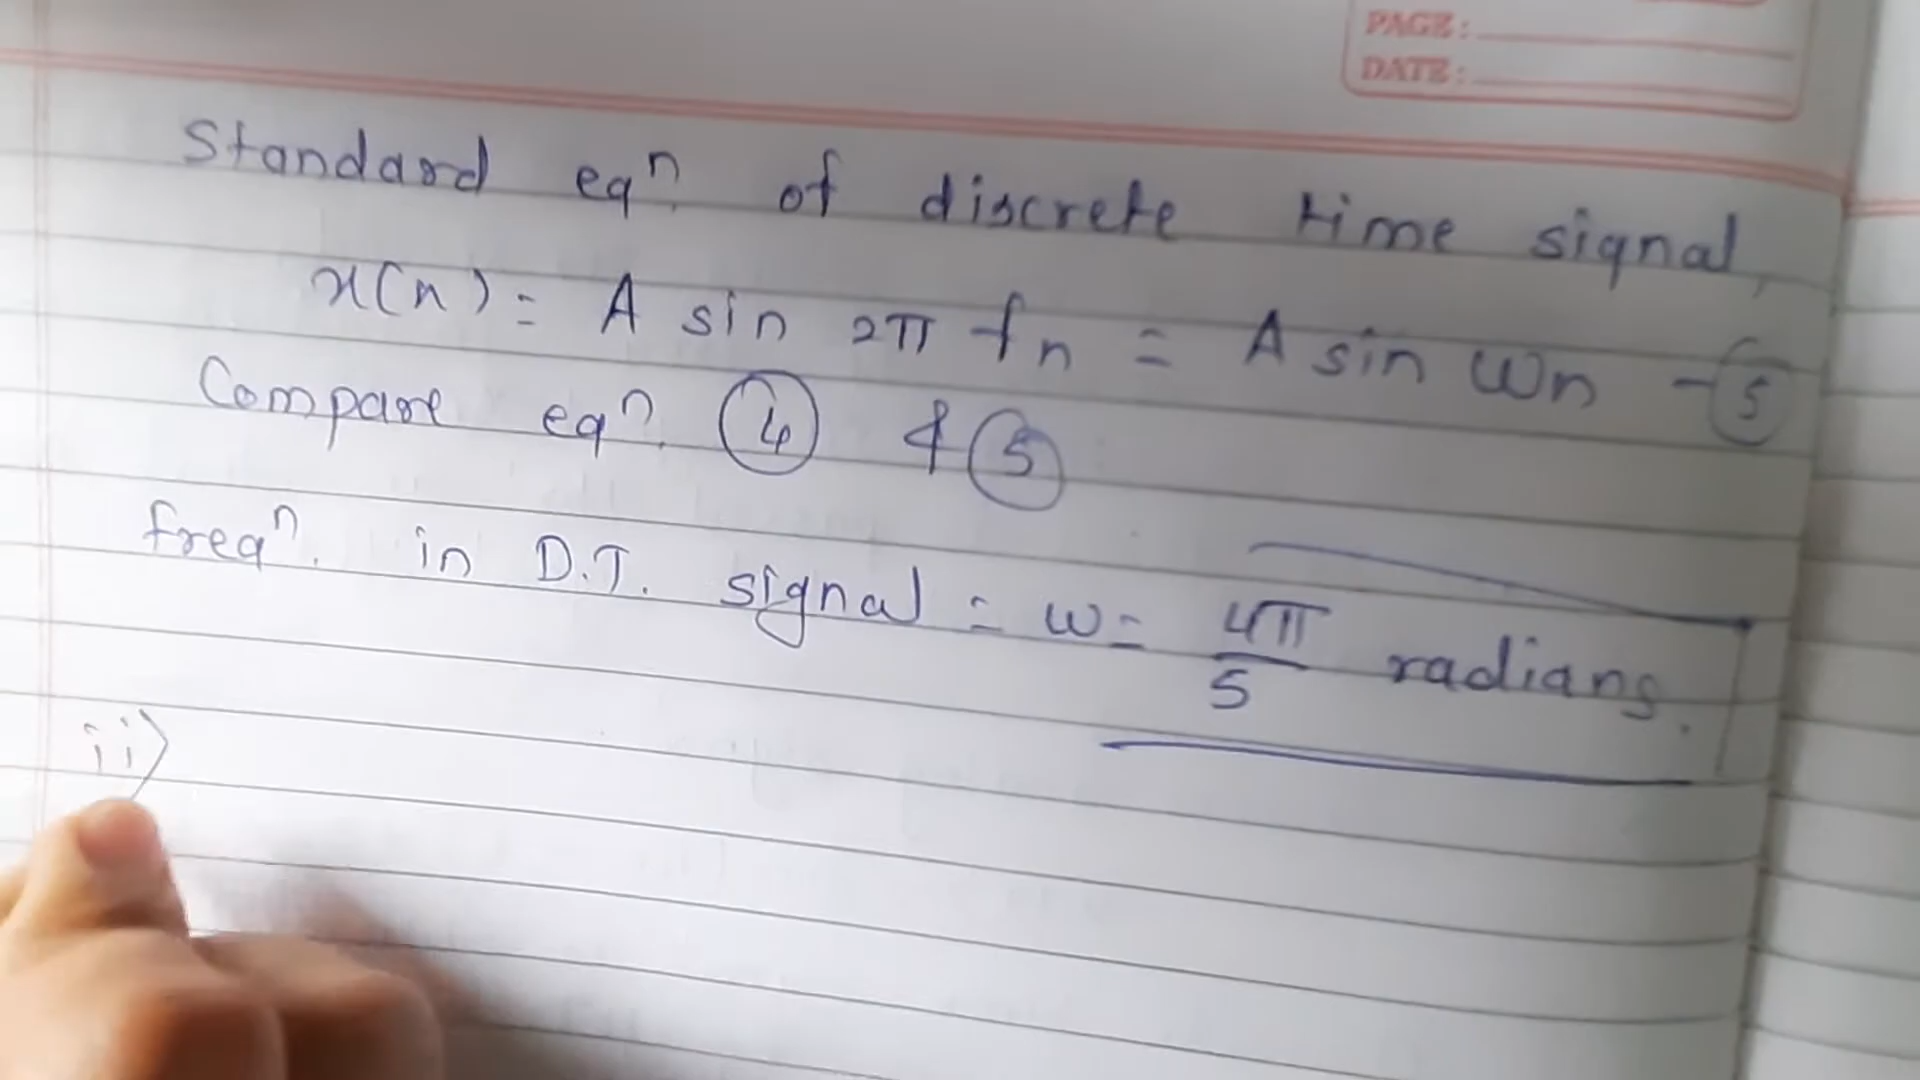 PAGE:
DATE:
Standard eqⁿ. of discrete time signal,
x(n) = A sin 2π fn = A sin ωn - ⑤
Compare eqⁿ. ④ & ⑤
freqⁿ. in D.T. signal = ω = 4π/5 radians.
ii)